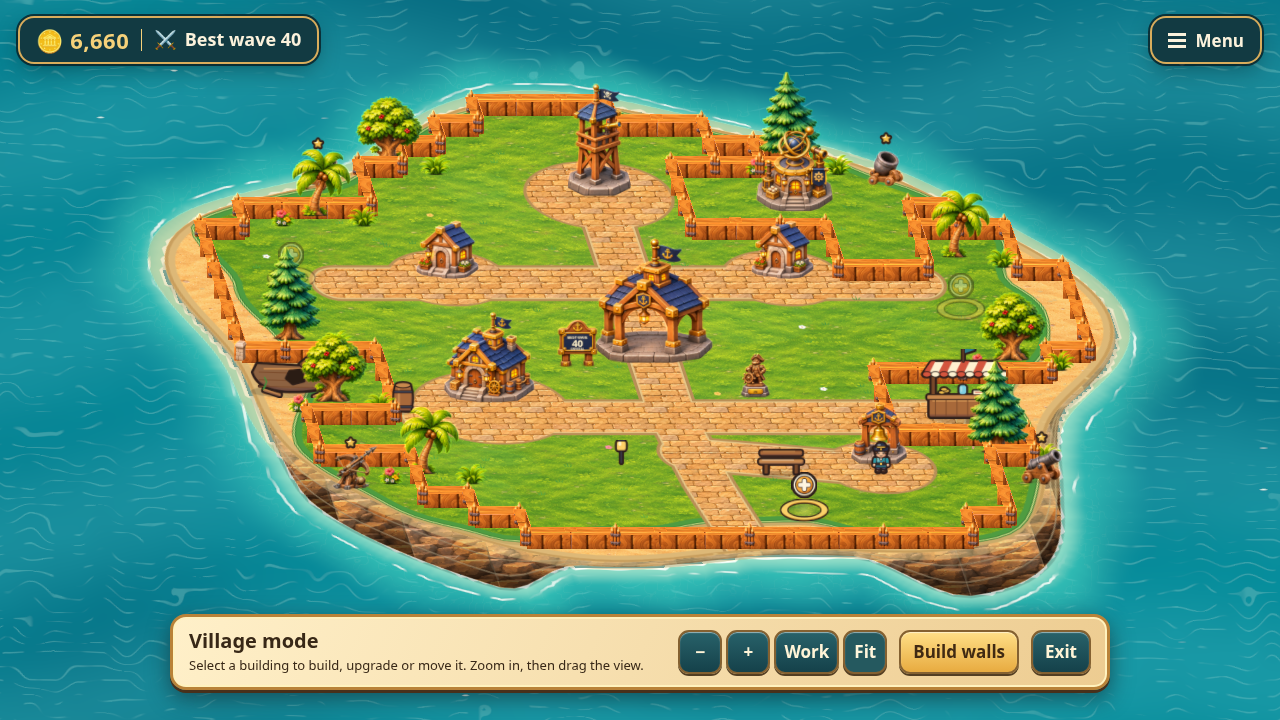 6,660
Best wave 40
Menu
40
Village mode
Select a building to build, upgrade or move it. Zoom in, then drag the view.
−
+
Work
Fit
Build walls
Exit